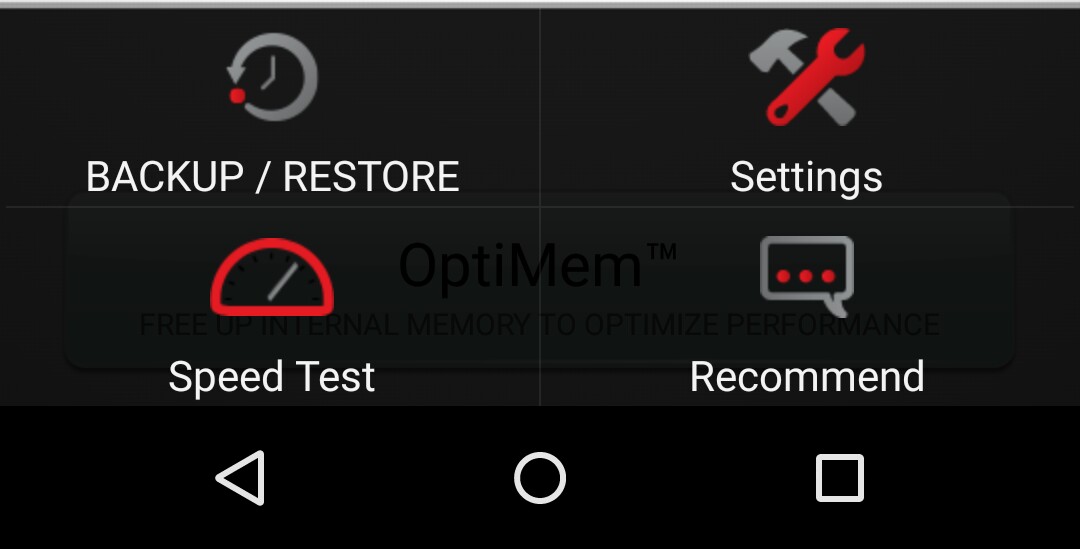 BACKUP / RESTORE
Settings
OptiMem™
FREE UP INTERNAL MEMORY TO OPTIMIZE PERFORMANCE
Speed Test
Recommend